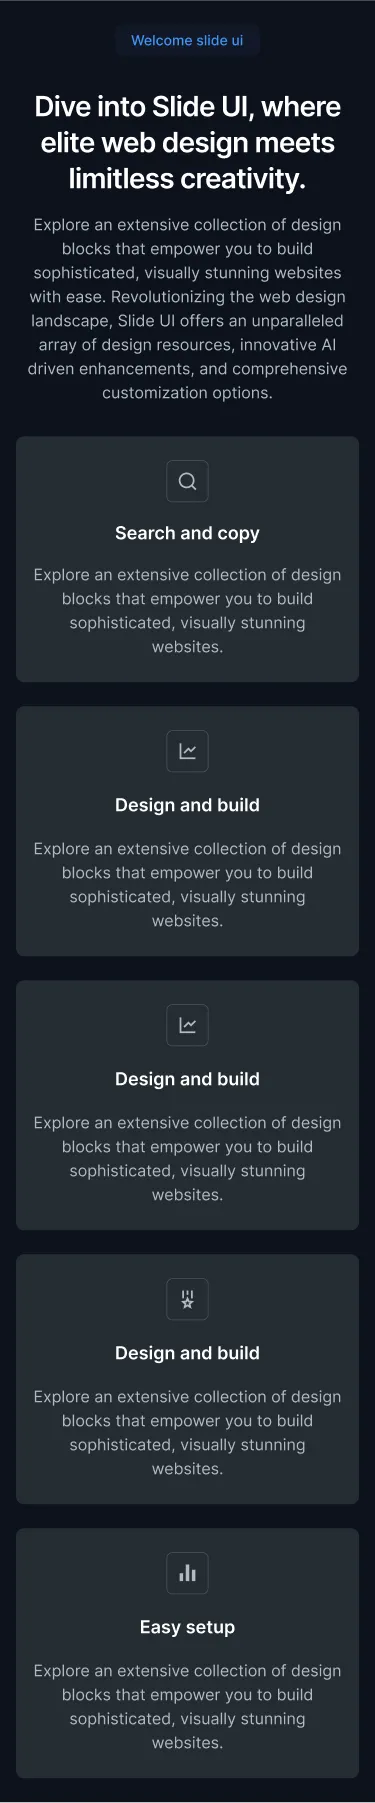 Welcome slide ui
Dive into Slide UI, where
elite web design meets
limitless creativity.
Explore an extensive collection of design
blocks that empower you to build
sophisticated, visually stunning websites
with ease. Revolutionizing the web design
landscape, Slide UI offers an unparalleled
array of design resources, innovative AI
driven enhancements, and comprehensive
customization options.
Search and copy
Explore an extensive collection of design
blocks that empower you to build
sophisticated, visually stunning
websites.
Design and build
Explore an extensive collection of design
blocks that empower you to build
sophisticated, visually stunning
websites.
Design and build
Explore an extensive collection of design
blocks that empower you to build
sophisticated, visually stunning
websites.
Design and build
Explore an extensive collection of design
blocks that empower you to build
sophisticated, visually stunning
websites.
Easy setup
Explore an extensive collection of design
blocks that empower you to build
sophisticated, visually stunning
websites.